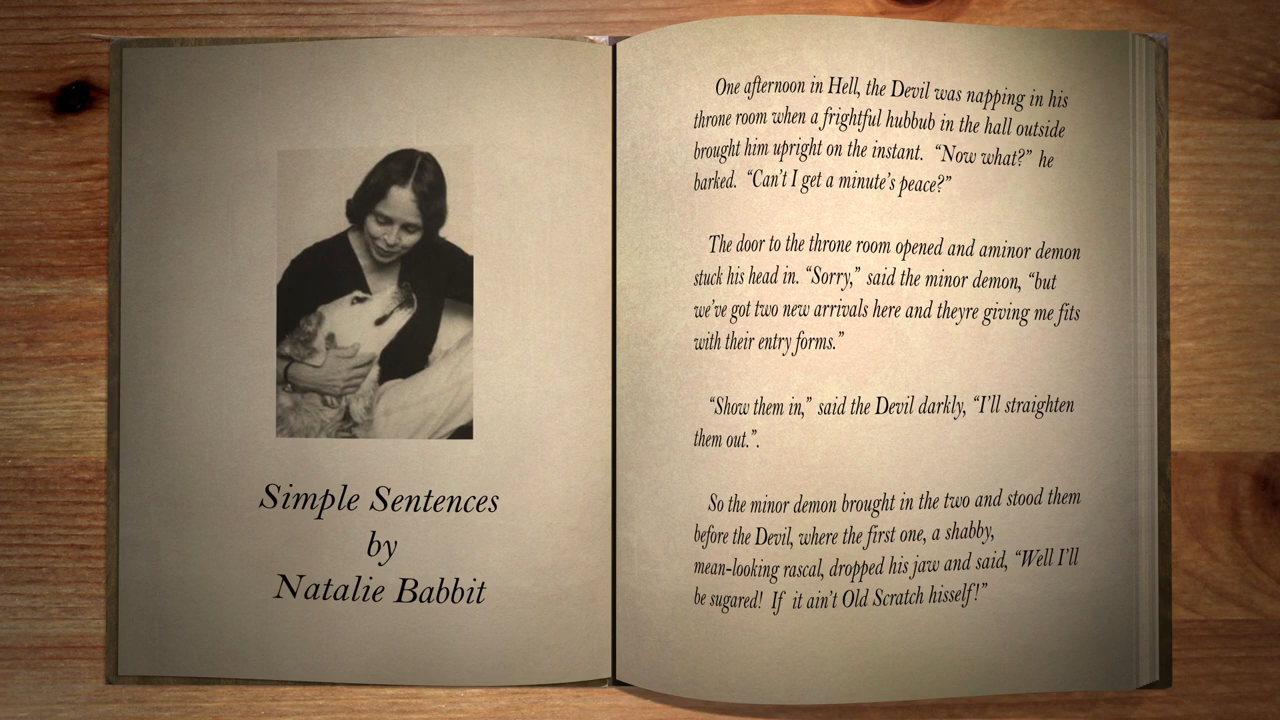 Simple Sentences
by
Natalie Babbit
One afternoon in Hell, the Devil was napping in his
throne room when a frightful hubbub in the hall outside
brought him upright on the instant. “Now what?” he
barked. “Can’t I get a minute’s peace?”
The door to the throne room opened and aminor demon
stuck his head in. “Sorry,” said the minor demon, “but
we’ve got two new arrivals here and theyre giving me fits
with their entry forms.”
“Show them in,” said the Devil darkly, “I’ll straighten
them out.”.
So the minor demon brought in the two and stood them
before the Devil, where the first one, a shabby,
mean-looking rascal, dropped his jaw and said, “Well I’ll
be sugared! If it ain’t Old Scratch hisself!”